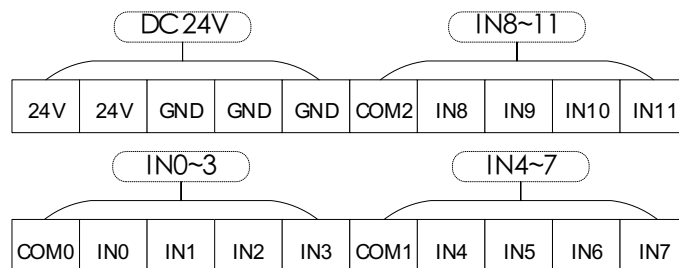 DC24V IN8~11
24V 24V GND GND GND COM2 IN8 IN9 IN10 IN11
IN0~3 IN4~7
COM0 IN0 IN1 IN2 IN3 COM1 IN4 IN5 IN6 IN7